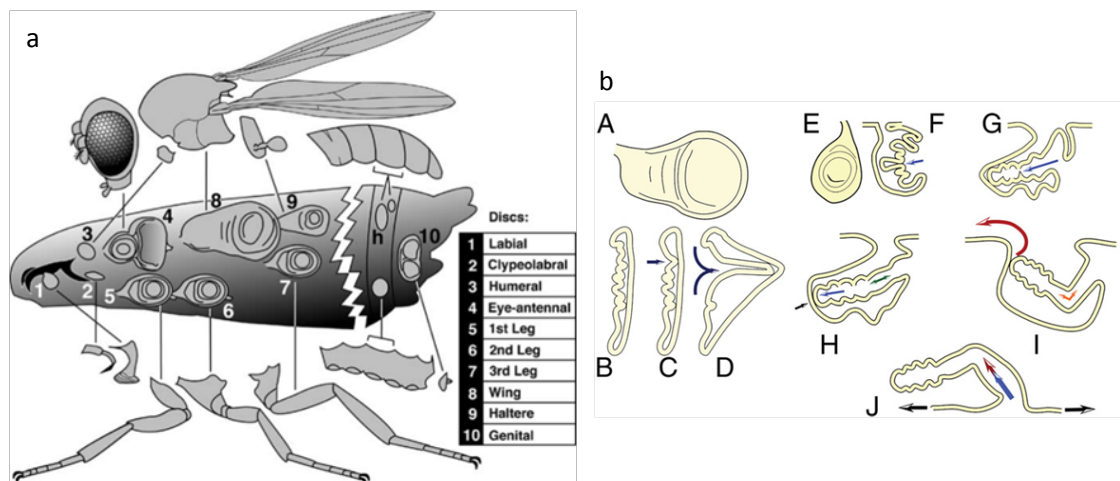 a
b
A
E
F
G
3
4
8
9
h
10
1
2
5
6
7
Discs:
1 Labial
2 Clypeolabral
3 Humeral
4 Eye-antennal
5 1st Leg
6 2nd Leg
7 3rd Leg
8 Wing
9 Haltere
10 Genital
B
C
D
H
I
J